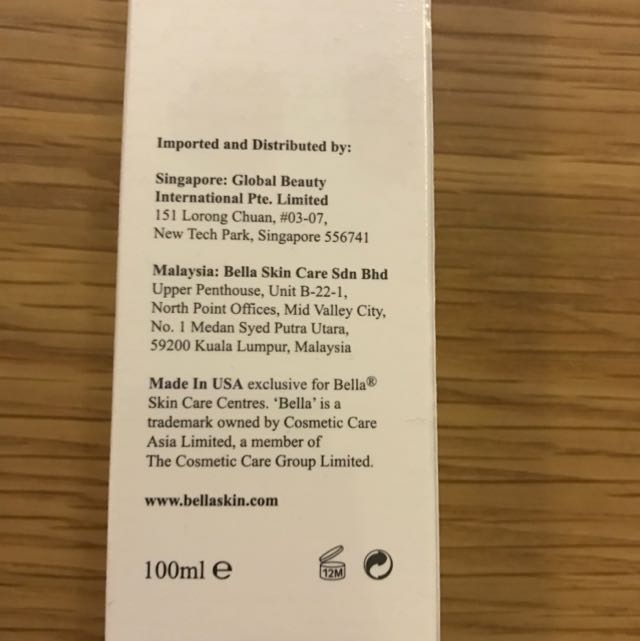 Imported and Distributed by:
Singapore: Global Beauty
International Pte. Limited
151 Lorong Chuan, #03-07,
New Tech Park, Singapore 556741
Malaysia: Bella Skin Care Sdn Bhd
Upper Penthouse, Unit B-22-1,
North Point Offices, Mid Valley City,
No. 1 Medan Syed Putra Utara,
59200 Kuala Lumpur, Malaysia
Made In USA exclusive for Bella®
Skin Care Centres. ‘Bella’ is a
trademark owned by Cosmetic Care
Asia Limited, a member of
The Cosmetic Care Group Limited.
www.bellaskin.com
100ml ℮ 12M